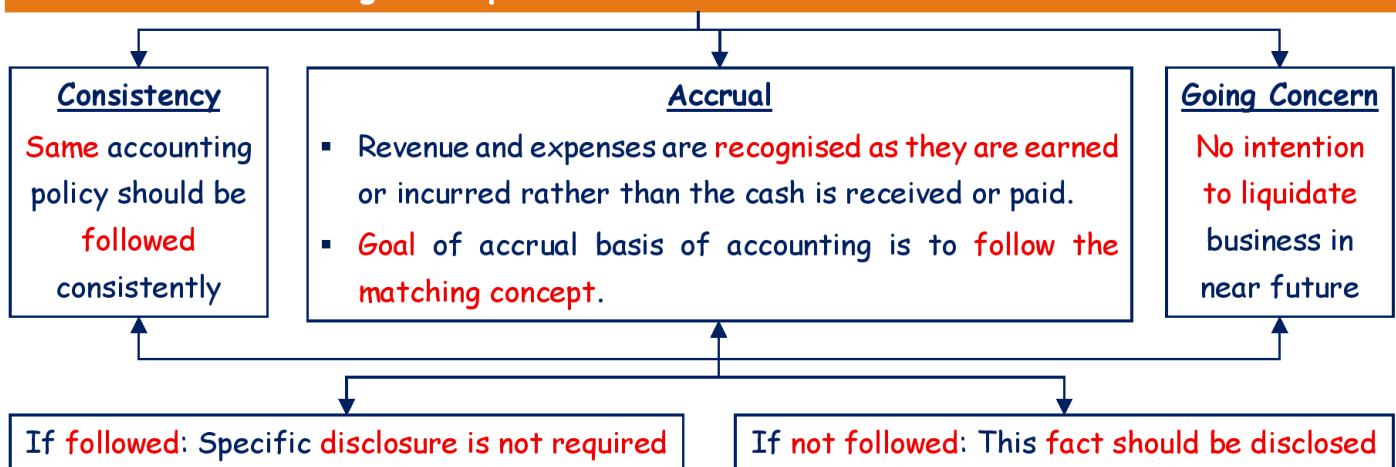 Consistency
Same accounting
policy should be
followed
consistently
Accrual
▪ Revenue and expenses are recognised as they are earned
or incurred rather than the cash is received or paid.
▪ Goal of accrual basis of accounting is to follow the
matching concept.
Going Concern
No intention
to liquidate
business in
near future
If followed: Specific disclosure is not required
If not followed: This fact should be disclosed